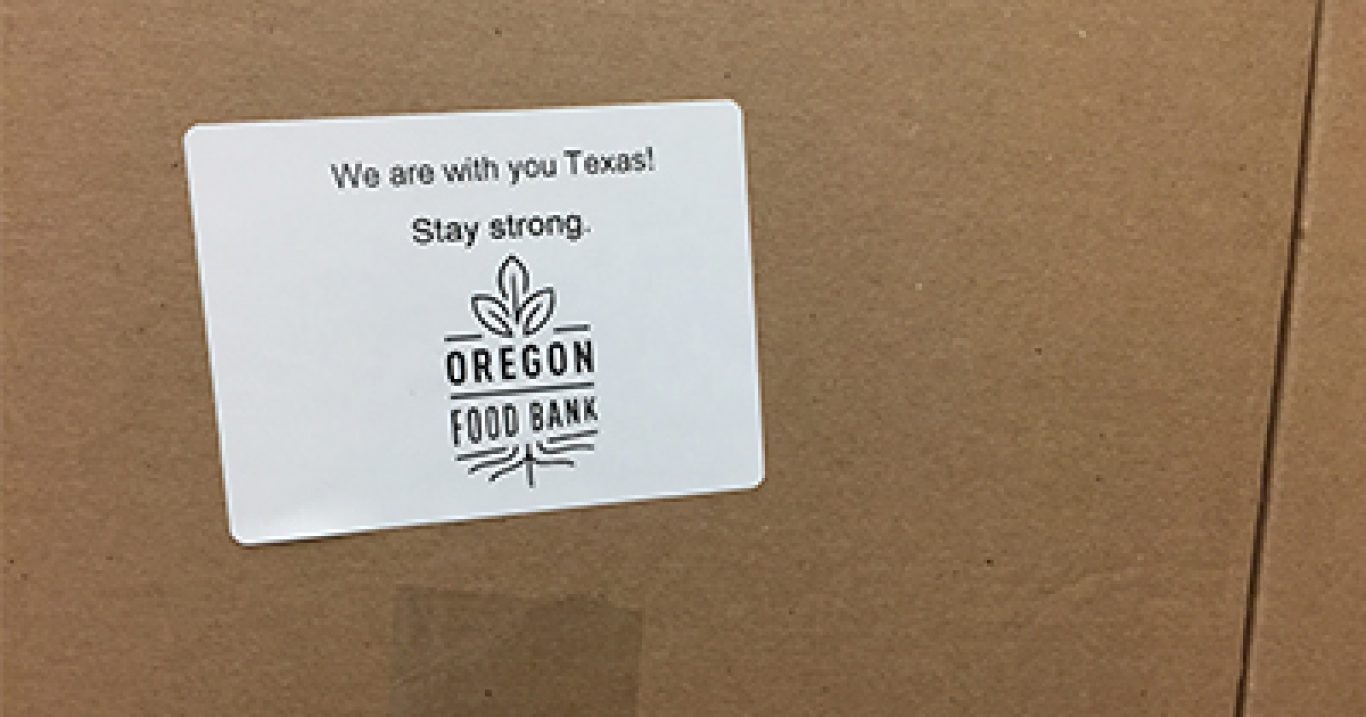 We are with you Texas!
Stay strong.
OREGON
FOOD BANK